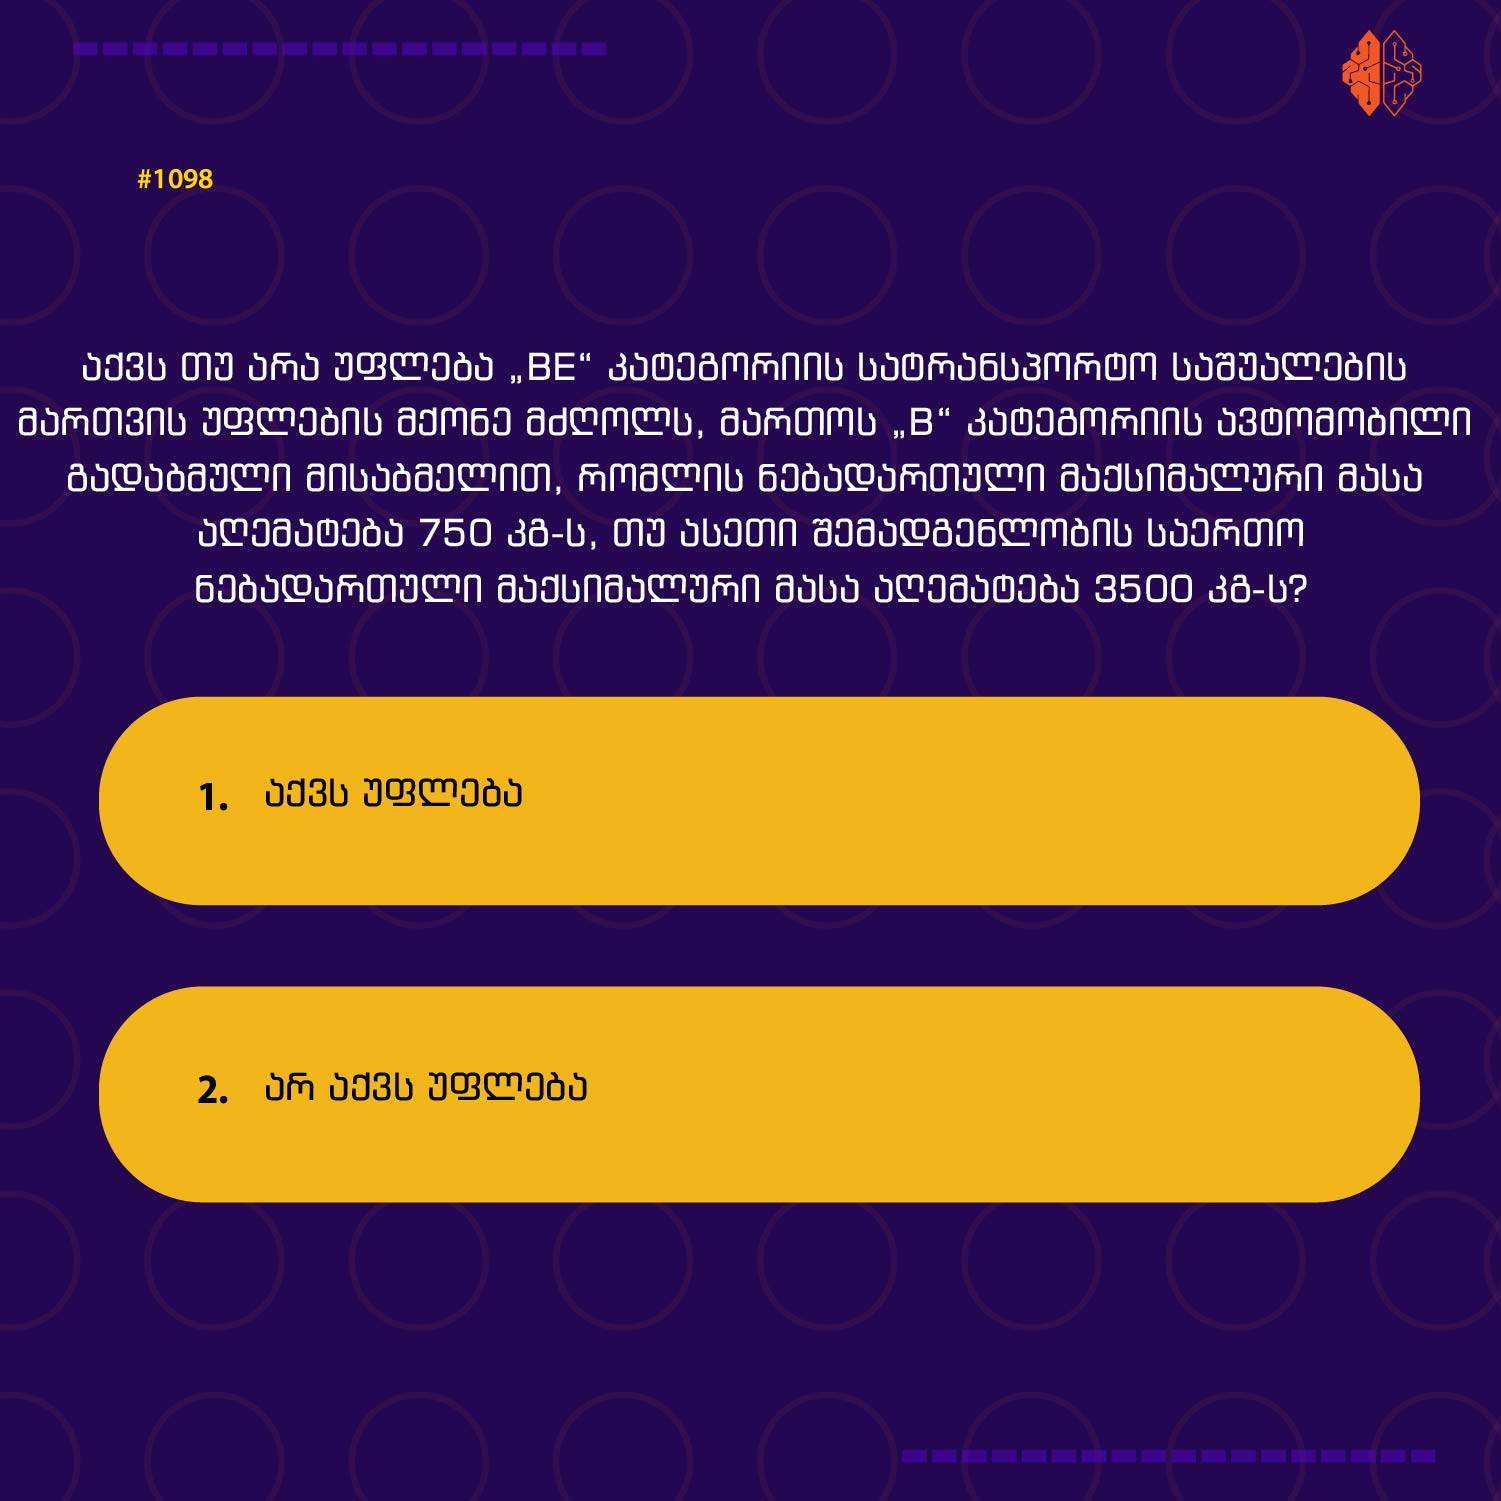 #1098
აქვს თუ არა უფლება „BE“ კატეგორიის სატრანსპორტო საშუალების
მართვის უფლების მქონე მძღოლს, მართოს „B“ კატეგორიის ავტომობილი
გადაბმული მისაბმელით, რომლის ნებადართული მაქსიმალური მასა
აღემატება 750 კგ-ს, თუ ასეთი შემადგენლობის საერთო
ნებადართული მაქსიმალური მასა აღემატება 3500 კგ-ს?
1. აქვს უფლება
2. არ აქვს უფლება